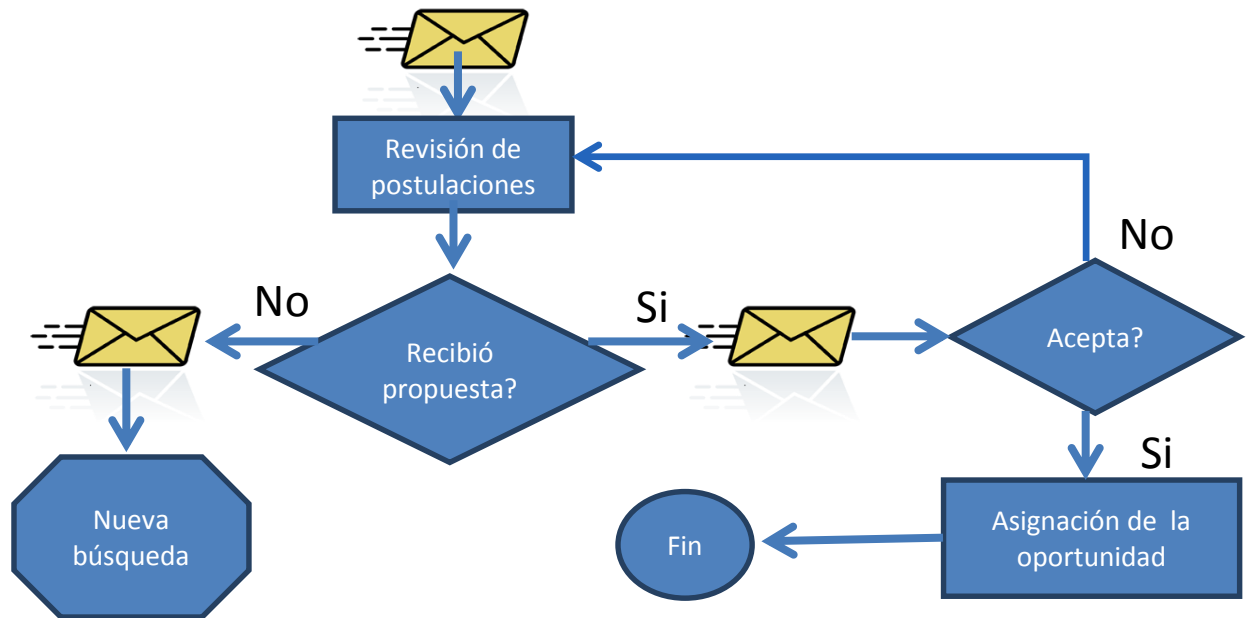 Revisión de
postulaciones
No
No
Si
Recibió
propuesta?
Acepta?
Si
Nueva
búsqueda
Fin
Asignación de la
oportunidad